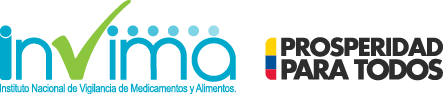 invima
Instituto Nacional de Vigilancia de Medicamentos y Alimentos.
PROSPERIDAD
PARA TODOS